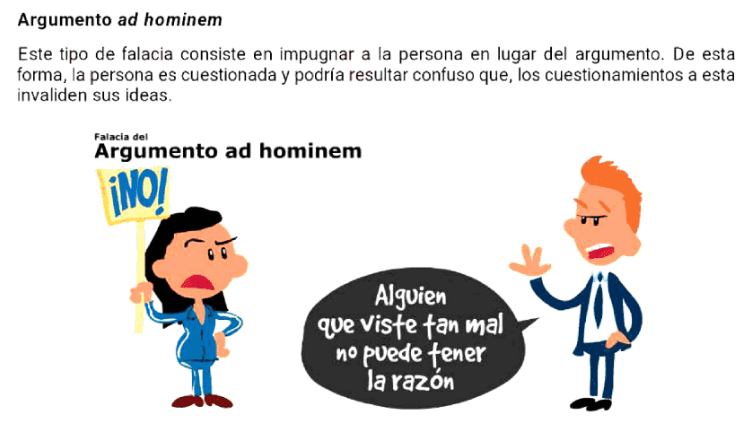 Argumento ad hominem
Este tipo de falacia consiste en impugnar a la persona en lugar del argumento. De esta
forma, la persona es cuestionada y podría resultar confuso que, los cuestionamientos a esta
invaliden sus ideas.
Falacia del
Argumento ad hominem
¡NO!
Alguien
que viste tan mal
no puede tener
la razón